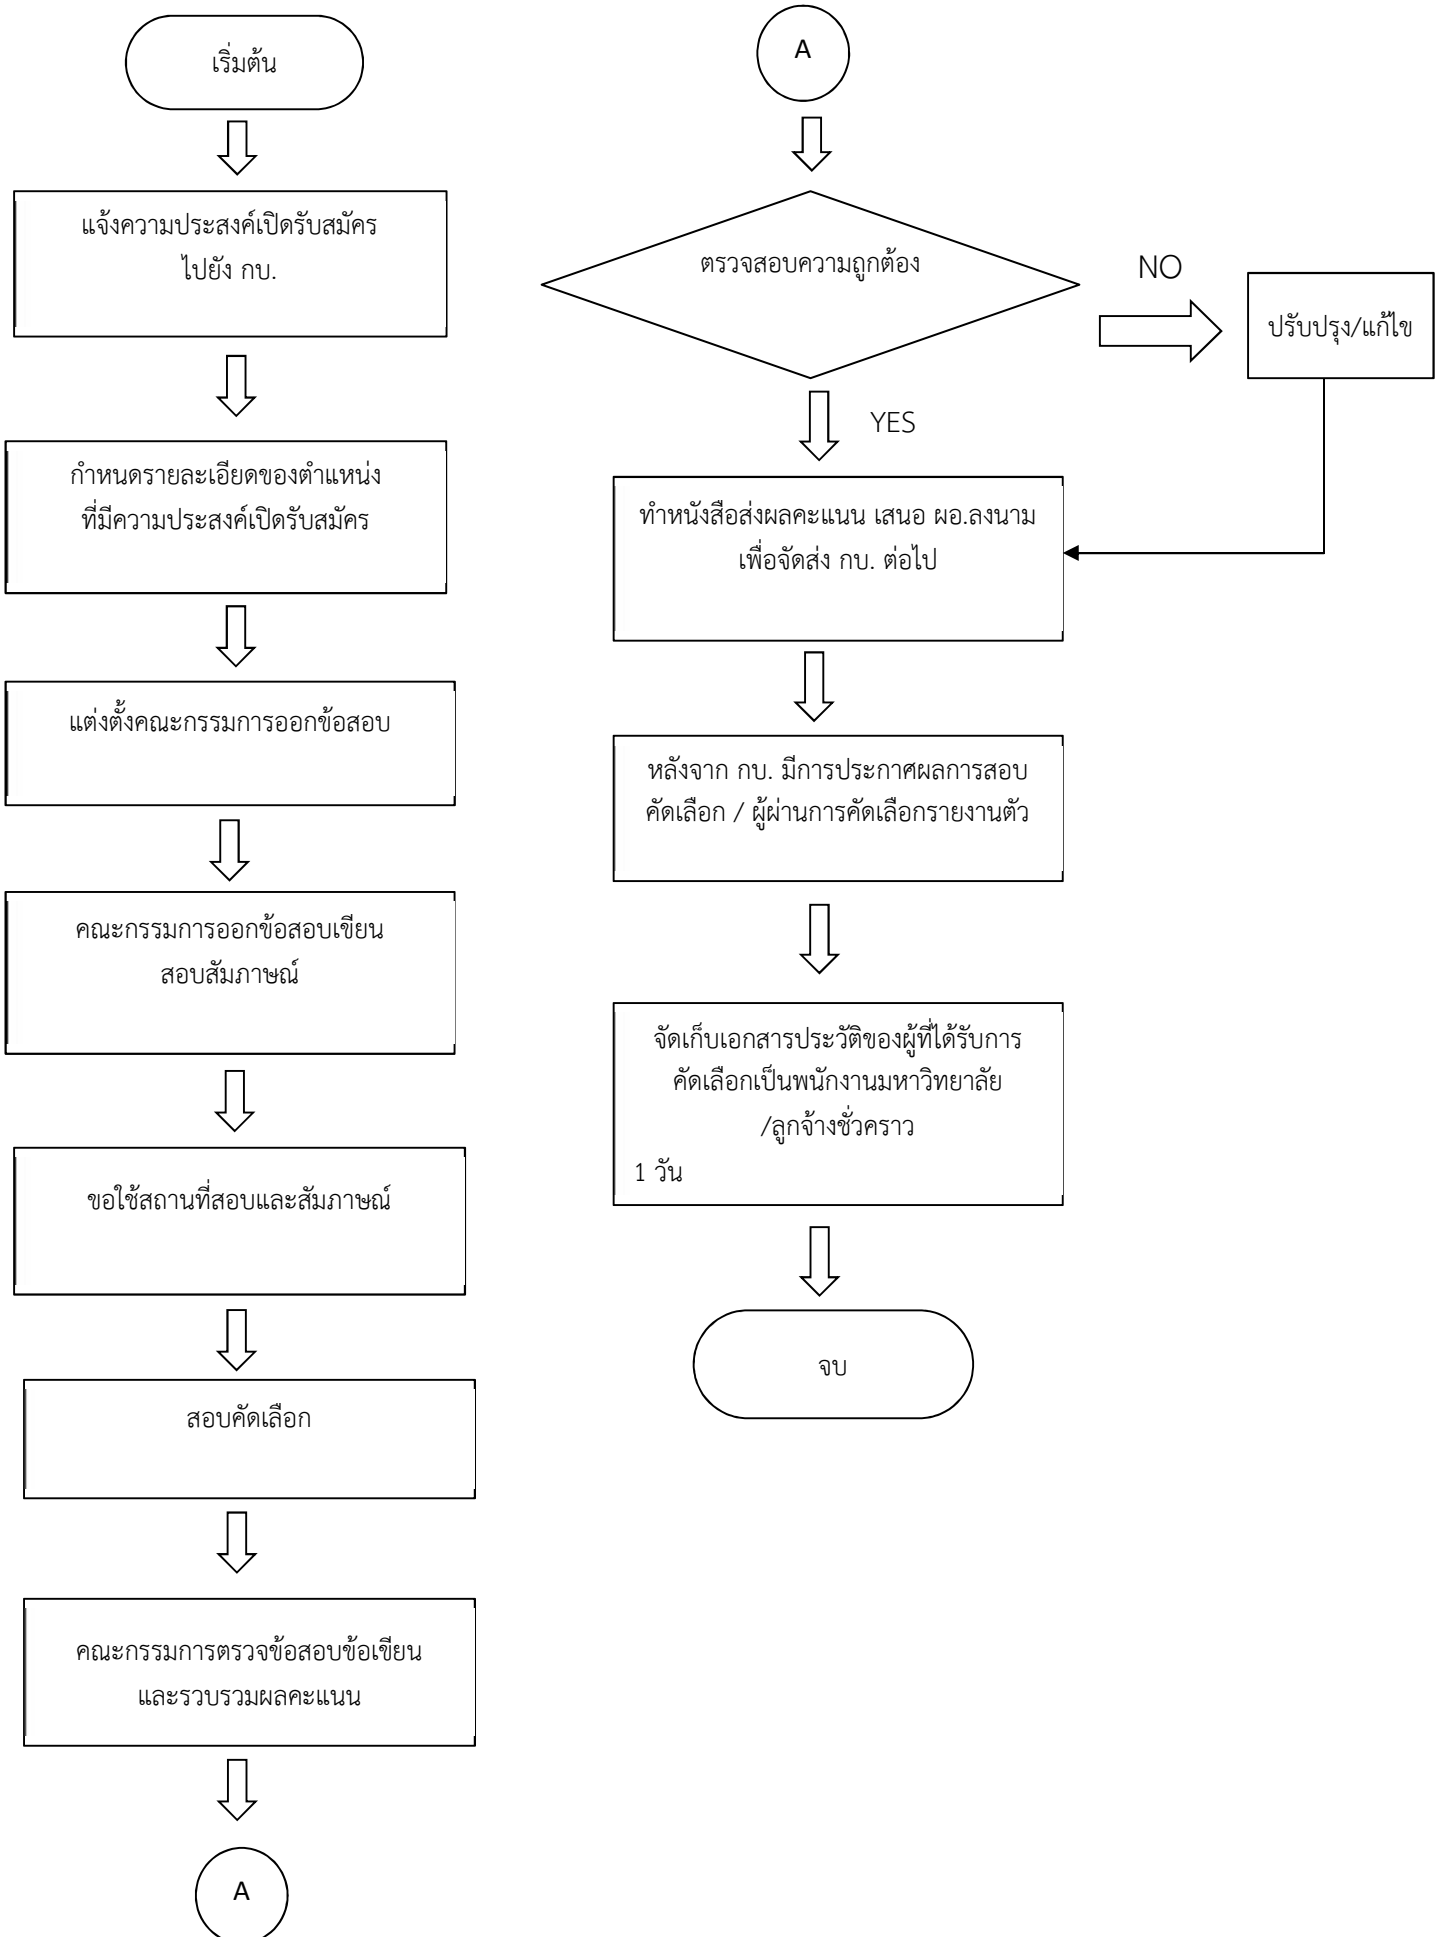 เริ่มต้น
แจ้งความประสงค์เปิดรับสมัคร
ไปยัง กบ.
กำหนดรายละเอียดของตำแหน่ง
ที่มีความประสงค์เปิดรับสมัคร
แต่งตั้งคณะกรรมการออกข้อสอบ
คณะกรรมการออกข้อสอบเขียน
สอบสัมภาษณ์
ขอใช้สถานที่สอบและสัมภาษณ์
สอบคัดเลือก
คณะกรรมการตรวจข้อสอบข้อเขียน
และรวบรวมผลคะแนน
A
A
ตรวจสอบความถูกต้อง
NO
ปรับปรุง/แก้ไข
YES
ทำหนังสือส่งผลคะแนน เสนอ ผอ.ลงนาม
เพื่อจัดส่ง กบ. ต่อไป
หลังจาก กบ. มีการประกาศผลการสอบ
คัดเลือก / ผู้ผ่านการคัดเลือกรายงานตัว
จัดเก็บเอกสารประวัติของผู้ที่ได้รับการ
คัดเลือกเป็นพนักงานมหาวิทยาลัย
/ลูกจ้างชั่วคราว
1 วัน
จบ